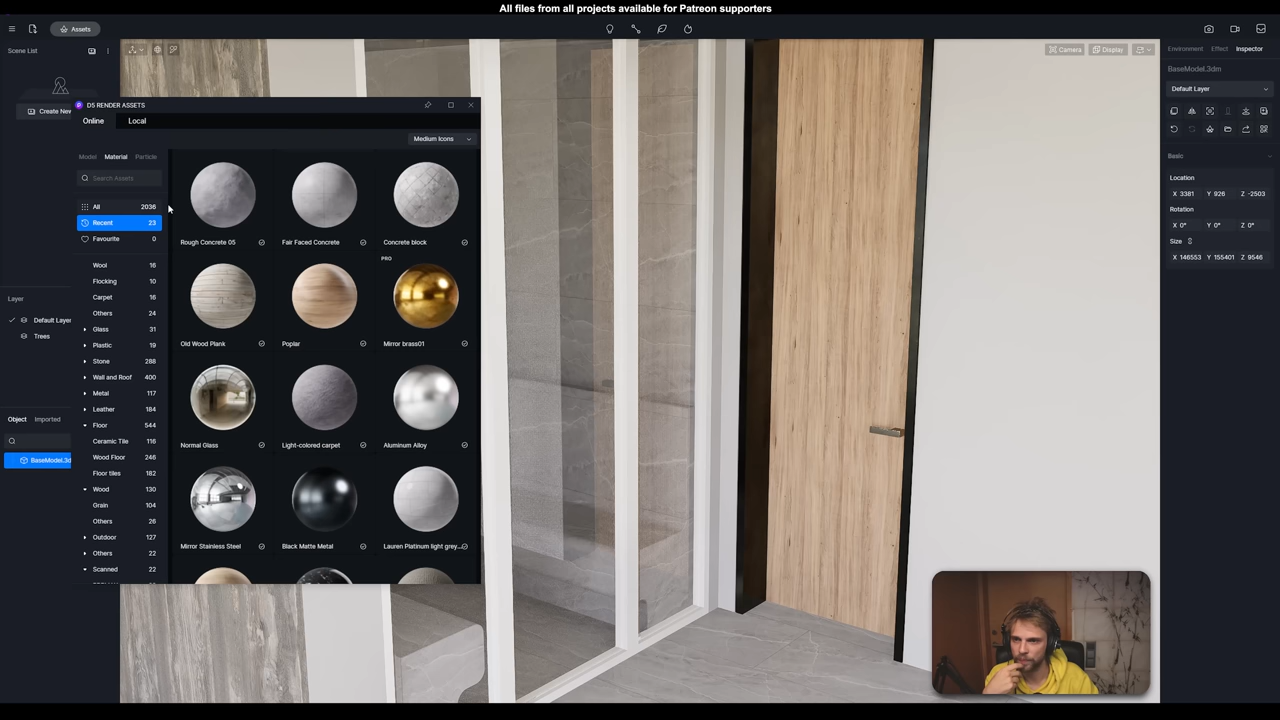 All files from all projects available for Patreon supporters
Assets
Scene List
Create New
Layer
Default Layer
Trees
Object
Imported
BaseModel.3d
D5 RENDER ASSETS
Online
Local
Medium Icons
Model
Material
Particle
Search Assets
All 2036
Recent 23
Favourite 0
Wool 16
Flocking 10
Carpet 16
Others 24
Glass 31
Plastic 19
Stone 288
Wall and Roof 400
Metal 117
Leather 184
Floor 544
Ceramic Tile 116
Wood Floor 246
Floor tiles 182
Wood 130
Grain 104
Others 26
Outdoor 127
Others 22
Scanned 22
Rough Concrete 05
Fair Faced Concrete
Concrete block
PRO
Old Wood Plank
Poplar
Mirror brass01
Normal Glass
Light-colored carpet
Aluminum Alloy
Mirror Stainless Steel
Black Matte Metal
Lauren Platinum light grey...
Camera
Display
Environment
Effect
Inspector
BaseModel.3dm
Default Layer
Basic
Location
X 3381 Y 926 Z -2503
Rotation
X 0° Y 0° Z 0°
Size
X 146553 Y 155401 Z 9546